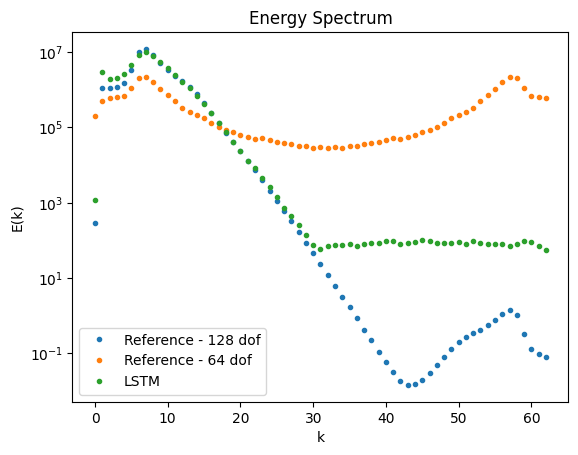 Energy Spectrum
E(k)
10^7
10^5
10^3
10^1
10^−1
Reference - 128 dof
Reference - 64 dof
LSTM
0 10 20 30 40 50 60
k